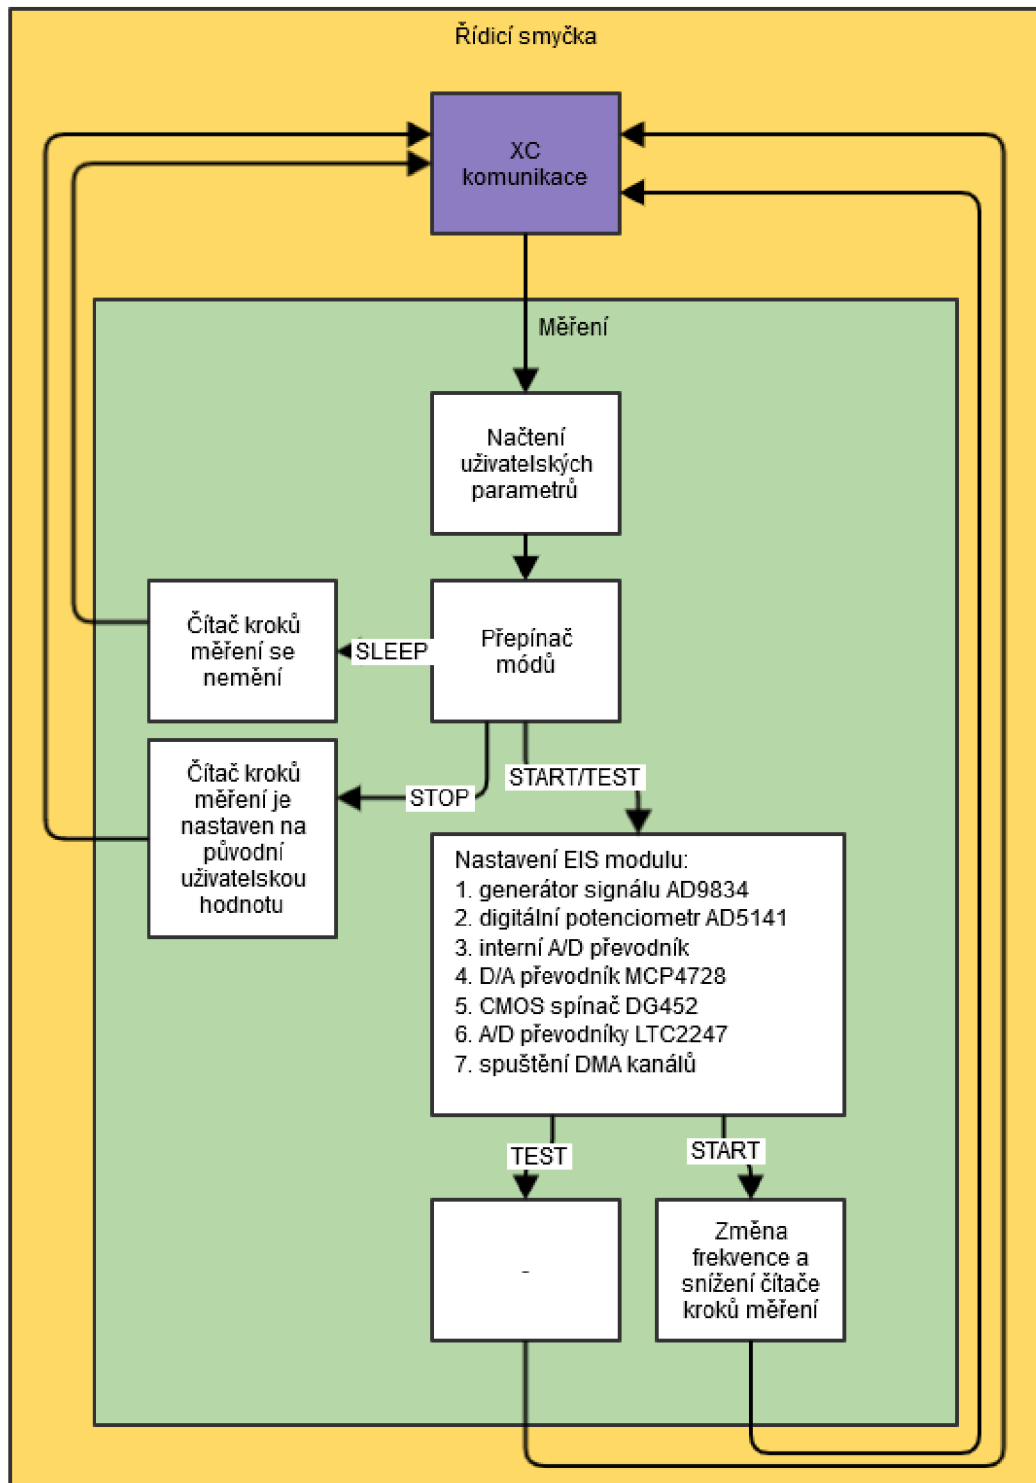 Řídicí smyčka
XC
komunikace
Měření
Načtení
uživatelských
parametrů
Čítač kroků
měření se
nemění
SLEEP
Přepínač
módů
Čítač kroků
měření je
nastaven na
původní
uživatelskou
hodnotu
STOP
START/TEST
Nastavení EIS modulu:
1. generátor signálu AD9834
2. digitální potenciometr AD5141
3. interní A/D převodník
4. D/A převodník MCP4728
5. CMOS spínač DG452
6. A/D převodníky LTC2247
7. spuštění DMA kanálů
TEST
START
-
Změna
frekvence a
snížení čítače
kroků měření